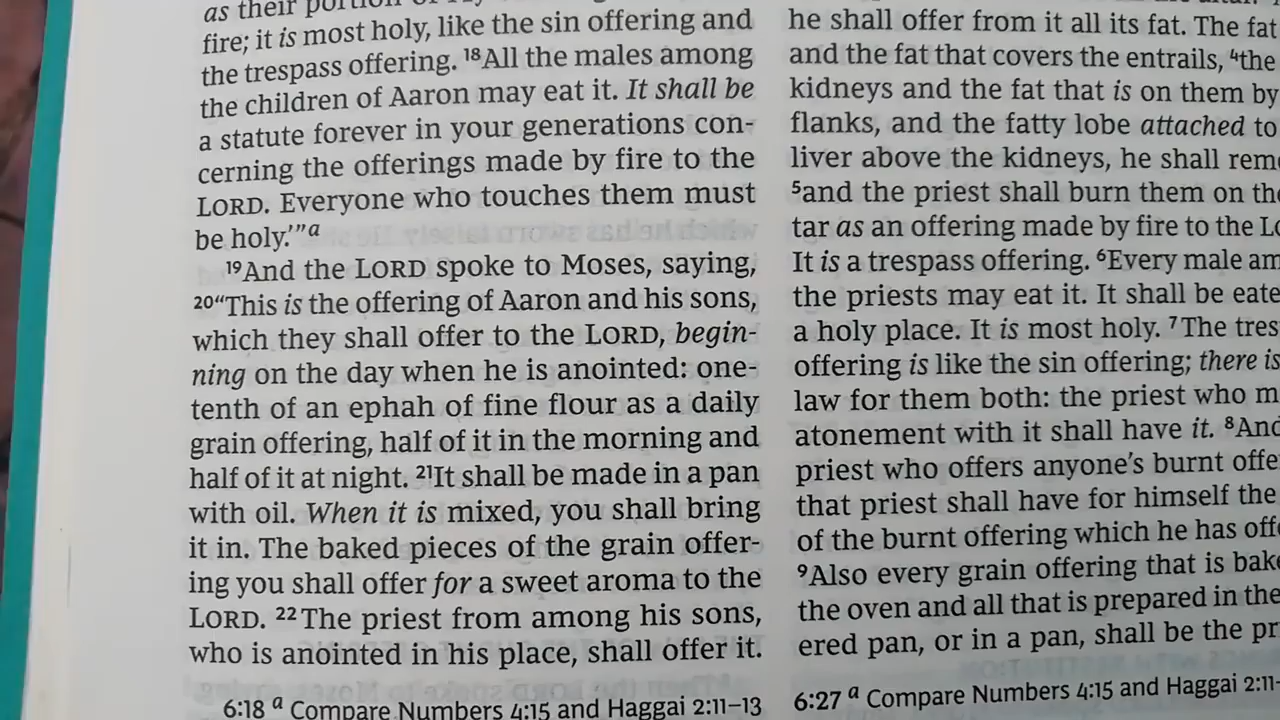 as their portion of
fire; it is most holy, like the sin offering and
the trespass offering. 18All the males among
the children of Aaron may eat it. It shall be
a statute forever in your generations con-
cerning the offerings made by fire to the
LORD. Everyone who touches them must
be holy.’”a
19And the LORD spoke to Moses, saying,
20“This is the offering of Aaron and his sons,
which they shall offer to the LORD, begin-
ning on the day when he is anointed: one-
tenth of an ephah of fine flour as a daily
grain offering, half of it in the morning and
half of it at night. 21It shall be made in a pan
with oil. When it is mixed, you shall bring
it in. The baked pieces of the grain offer-
ing you shall offer for a sweet aroma to the
LORD. 22The priest from among his sons,
who is anointed in his place, shall offer it.
6:18 a Compare Numbers 4:15 and Haggai 2:11–13
he shall offer from it all its fat. The fat
and the fat that covers the entrails, 4the
kidneys and the fat that is on them by
flanks, and the fatty lobe attached to
liver above the kidneys, he shall rem
5and the priest shall burn them on the
tar as an offering made by fire to the Lo
It is a trespass offering. 6Every male am
the priests may eat it. It shall be eate
a holy place. It is most holy. 7The tres
offering is like the sin offering; there is
law for them both: the priest who m
atonement with it shall have it. 8And
priest who offers anyone’s burnt offe
that priest shall have for himself the
of the burnt offering which he has off
9Also every grain offering that is bake
the oven and all that is prepared in the
ered pan, or in a pan, shall be the pr
6:27 a Compare Numbers 4:15 and Haggai 2:11–